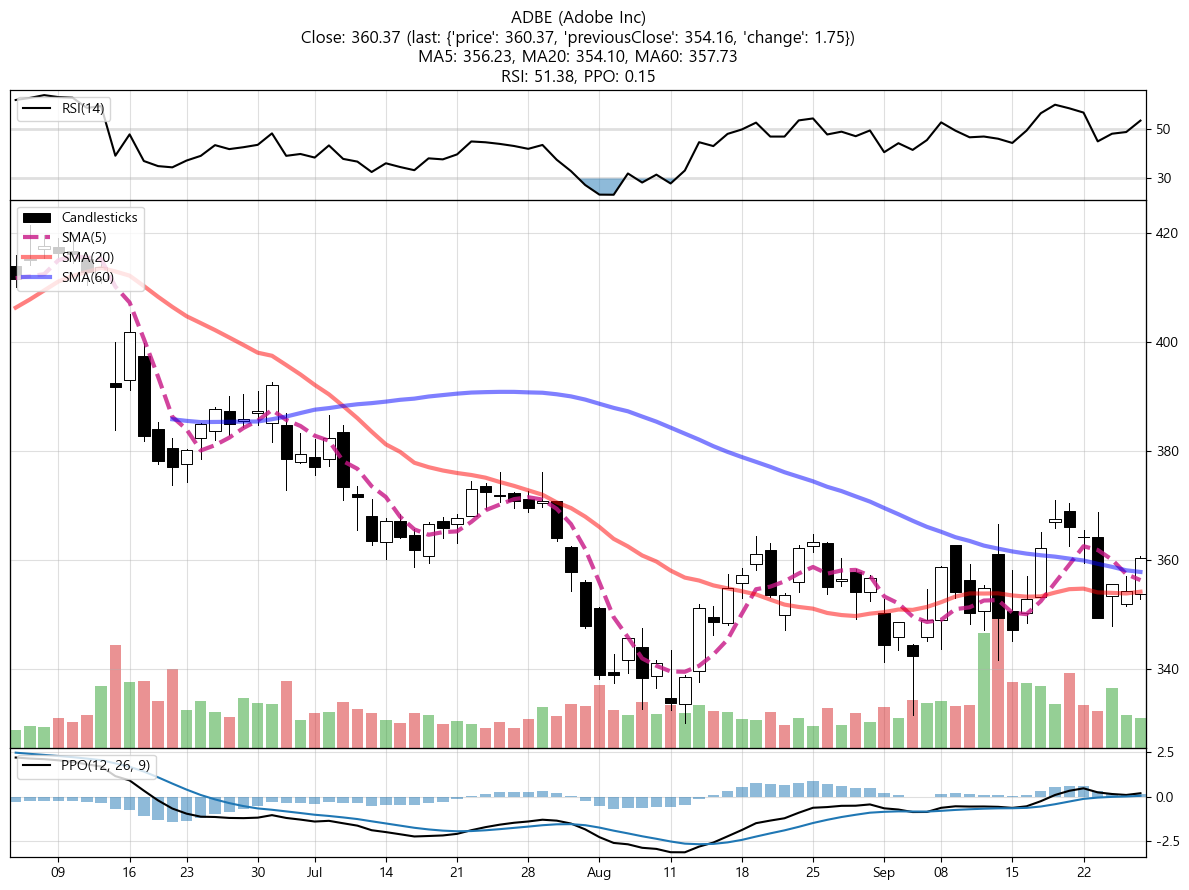 ADBE (Adobe Inc)
Close: 360.37 (last: {'price': 360.37, 'previousClose': 354.16, 'change': 1.75})
MA5: 356.23, MA20: 354.10, MA60: 357.73
RSI: 51.38, PPO: 0.15
RSI(14)
50
30
Candlesticks
SMA(5)
SMA(20)
SMA(60)
420
400
380
360
340
PPO(12, 26, 9)
2.5
0.0
−2.5
09 16 23 30 Jul 14 21 28 Aug 11 18 25 Sep 08 15 22